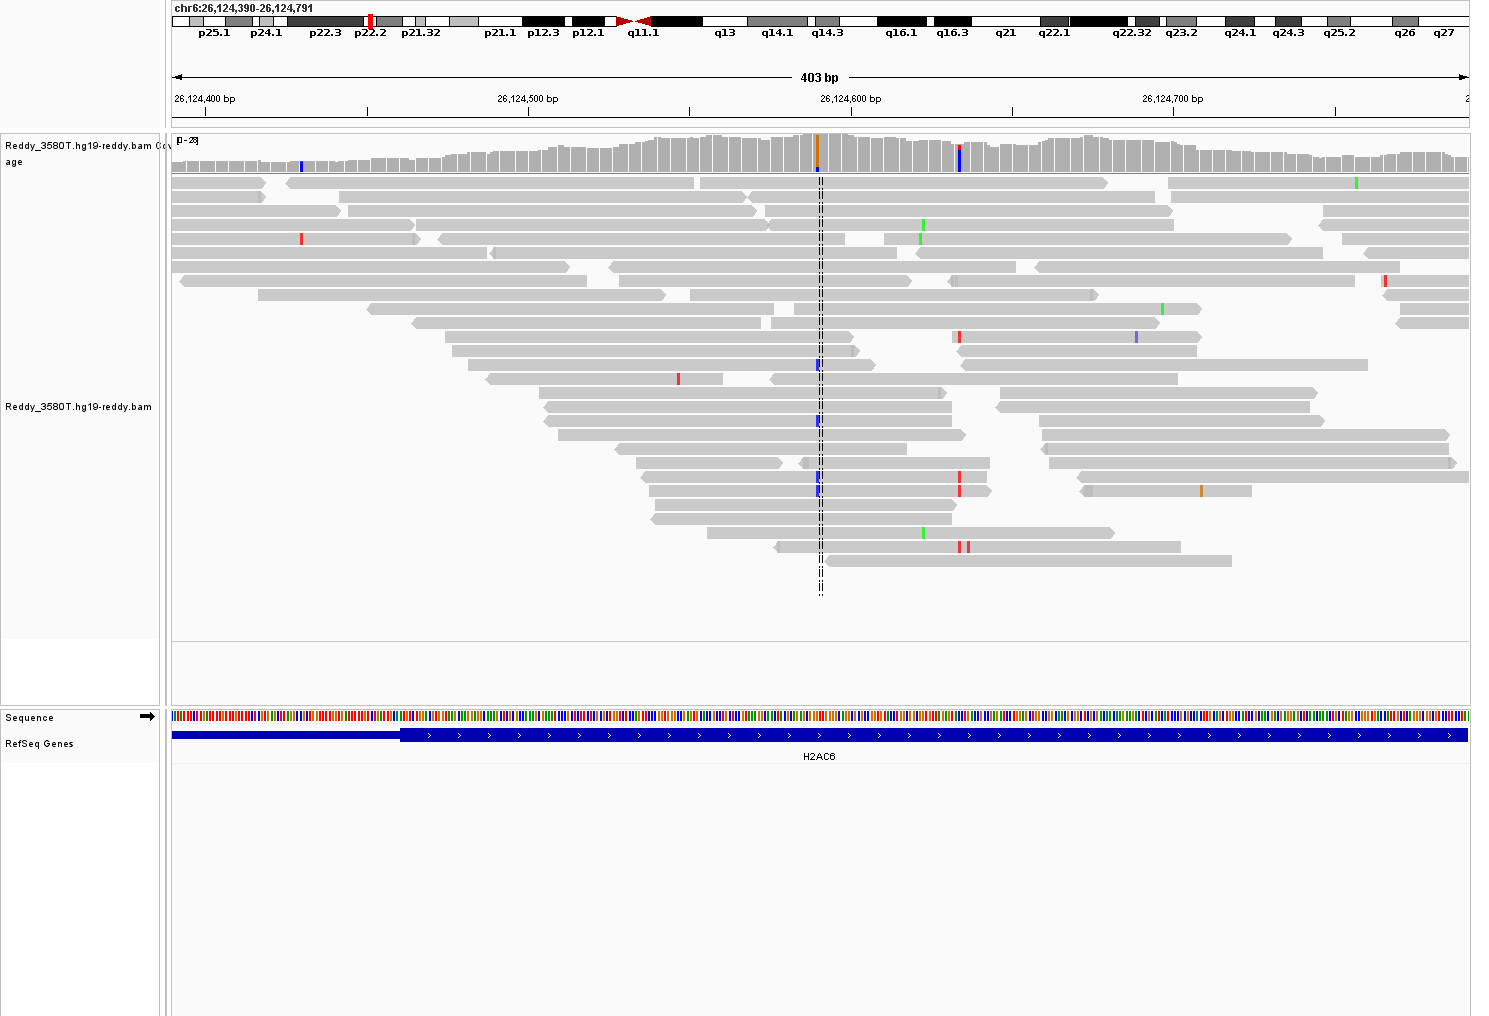 chr6:26,124,390-26,124,791
p25.1 p24.1 p22.3 p22.2 p21.32 p21.1 p12.3 p12.1 q11.1 q13 q14.1 q14.3 q16.1 q16.3 q21 q22.1 q22.32 q23.2 q24.1 q24.3 q25.2 q26 q27
403 bp
26,124,400 bp 26,124,500 bp 26,124,600 bp 26,124,700 bp 2
Reddy_3580T.hg19-reddy.bam Cov
age
[0 - 28]
Reddy_3580T.hg19-reddy.bam
Sequence
RefSeq Genes
H2AC6